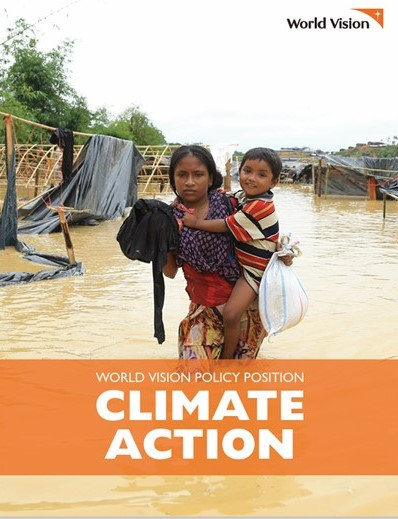 World Vision
WORLD VISION POLICY POSITION
CLIMATE
ACTION